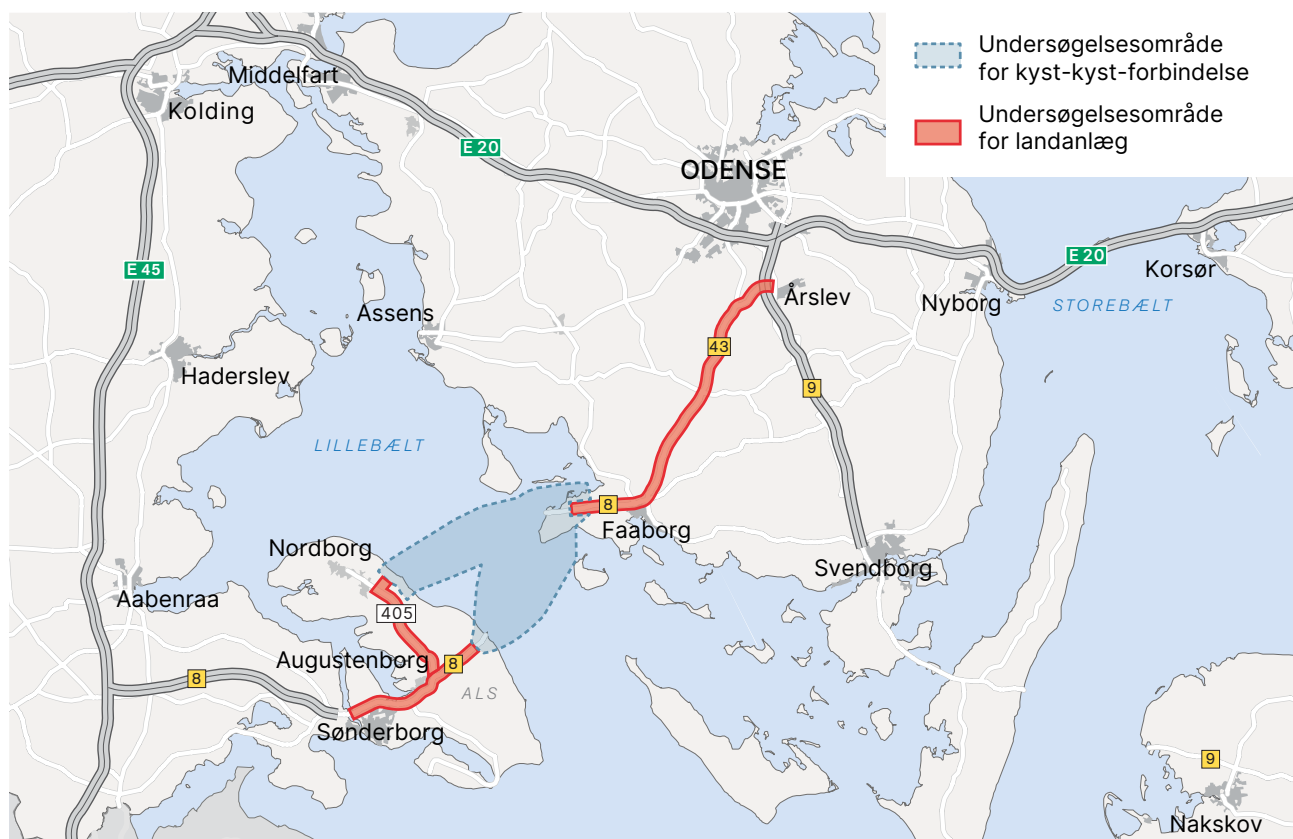 Undersøgelsesområde
for kyst-kyst-forbindelse
Undersøgelsesområde
for landanlæg
Middelfart
Kolding
E 20
ODENSE
E 45
E 20
Korsør
Årslev
Nyborg
STOREBÆLT
Assens
43
Haderslev
9
LILLEBÆLT
8
Faaborg
Nordborg
Svendborg
Aabenraa
405
Augustenborg
8
8
ALS
Sønderborg
9
Nakskov